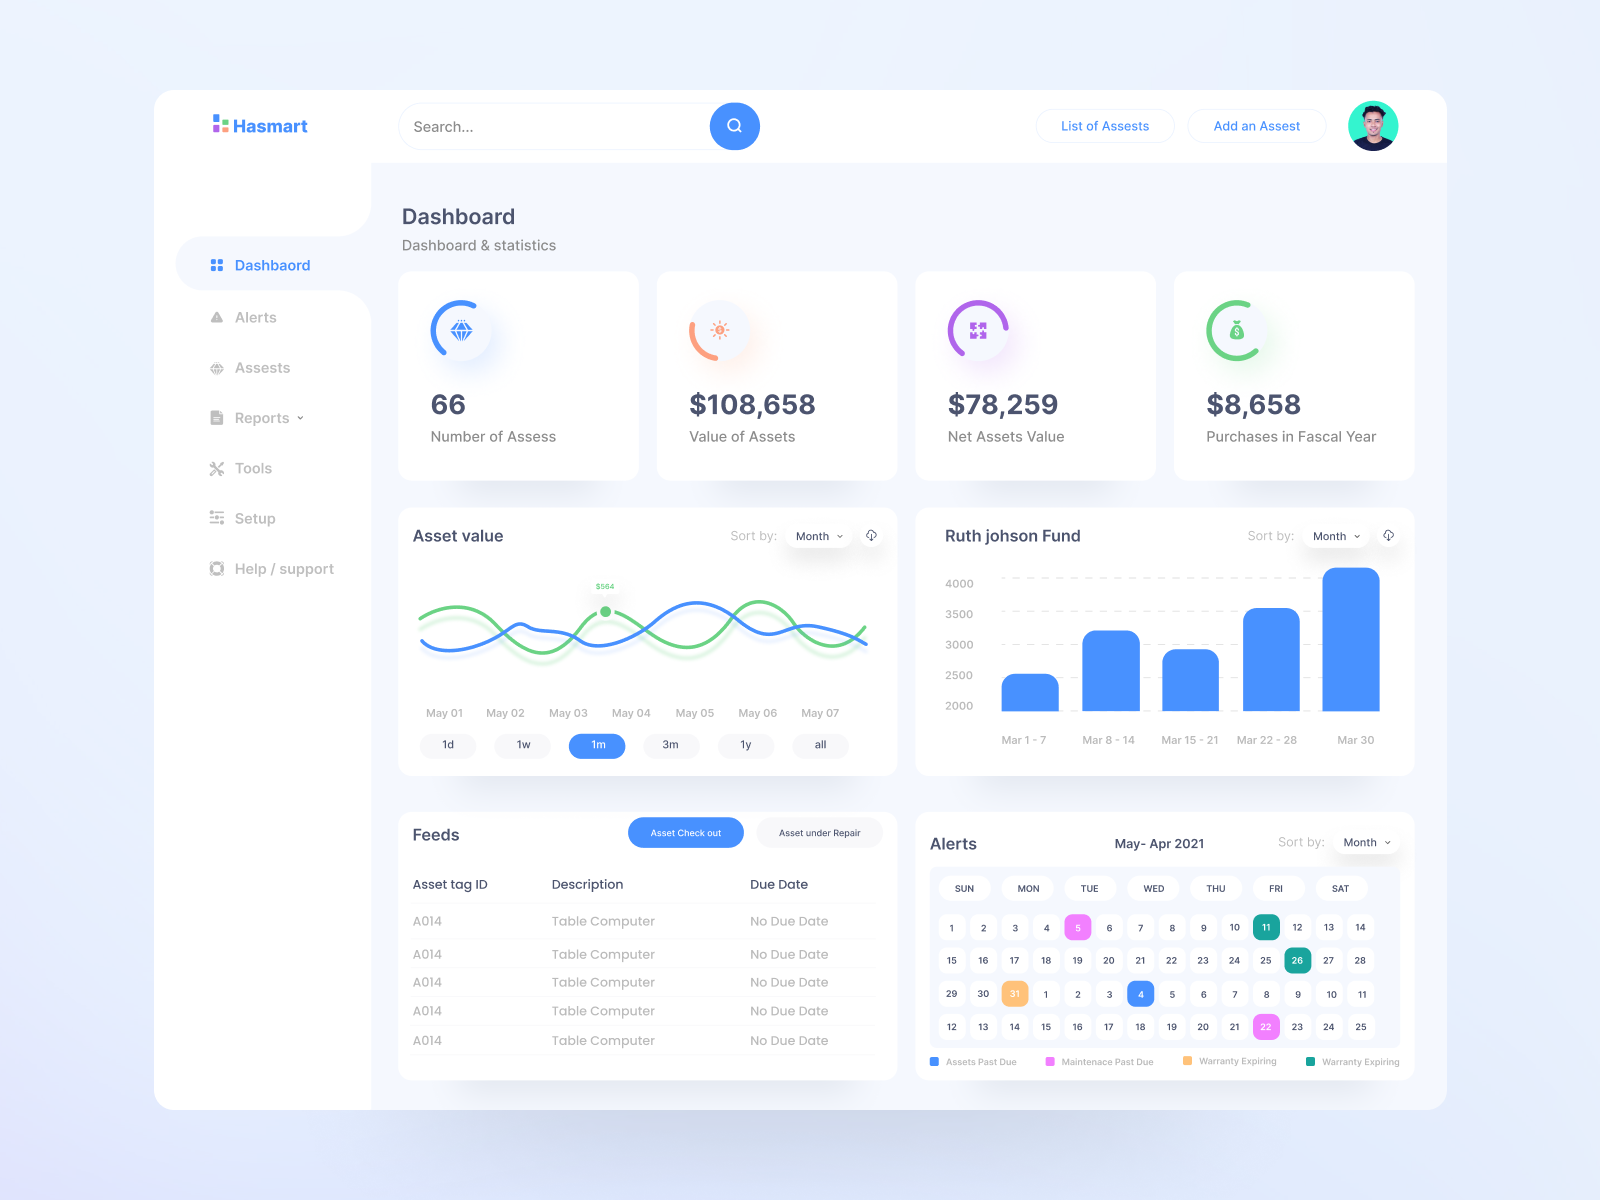 Hasmart
Search...
List of Assests
Add an Assest
Dashbaord
Alerts
Assests
Reports
Tools
Setup
Help / support
Dashboard
Dashboard & statistics
66
Number of Assess
$108,658
Value of Assets
$78,259
Net Assets Value
$8,658
Purchases in Fascal Year
Asset value
Sort by: Month
$564
May 01 May 02 May 03 May 04 May 05 May 06 May 07
1d 1w 1m 3m 1y all
Ruth johson Fund
Sort by: Month
4000
3500
3000
2500
2000
Mar 1 - 7 Mar 8 - 14 Mar 15 - 21 Mar 22 - 28 Mar 30
Feeds
Asset Check out
Asset under Repair
Asset tag ID Description Due Date
A014 Table Computer No Due Date
A014 Table Computer No Due Date
A014 Table Computer No Due Date
A014 Table Computer No Due Date
A014 Table Computer No Due Date
Alerts
May- Apr 2021
Sort by: Month
SUN MON TUE WED THU FRI SAT
1 2 3 4 5 6 7 8 9 10 11 12 13 14
15 16 17 18 19 20 21 22 23 24 25 26 27 28
29 30 31 1 2 3 4 5 6 7 8 9 10 11
12 13 14 15 16 17 18 19 20 21 22 23 24 25
Assets Past Due Maintenace Past Due Warranty Expiring Warranty Expiring